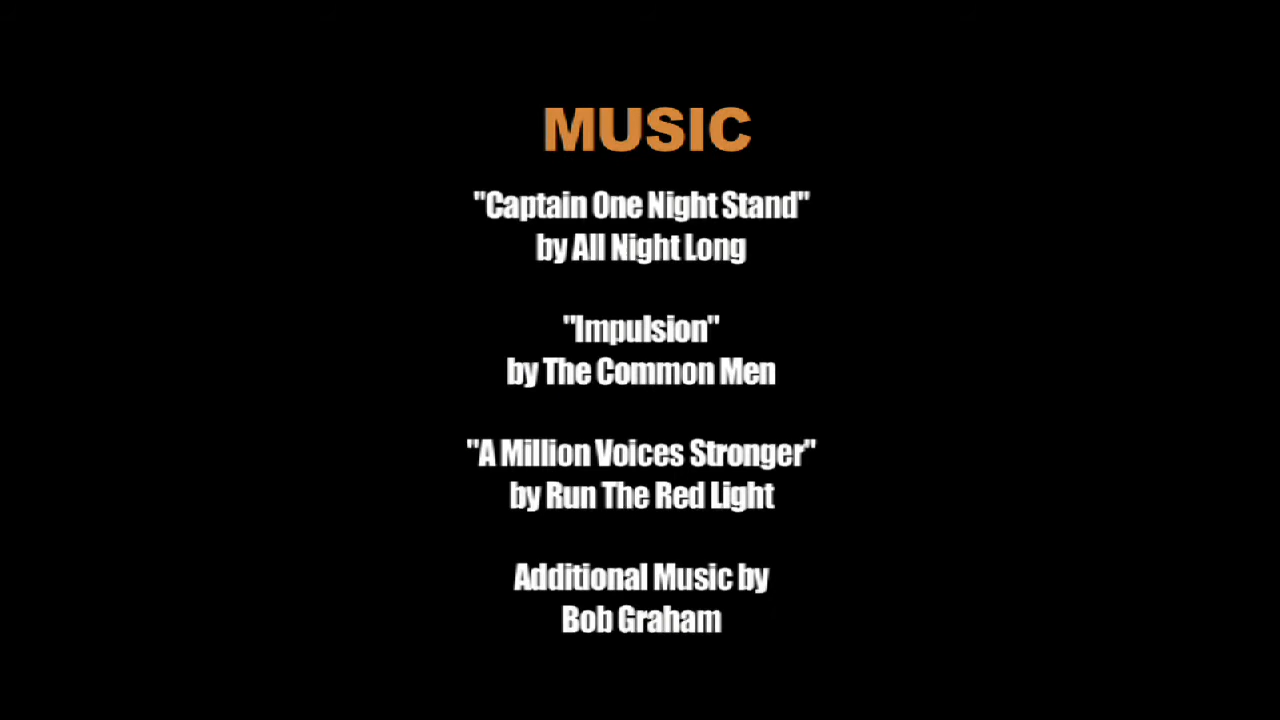 MUSIC
"Captain One Night Stand"
by All Night Long
"Impulsion"
by The Common Men
"A Million Voices Stronger"
by Run The Red Light
Additional Music by
Bob Graham